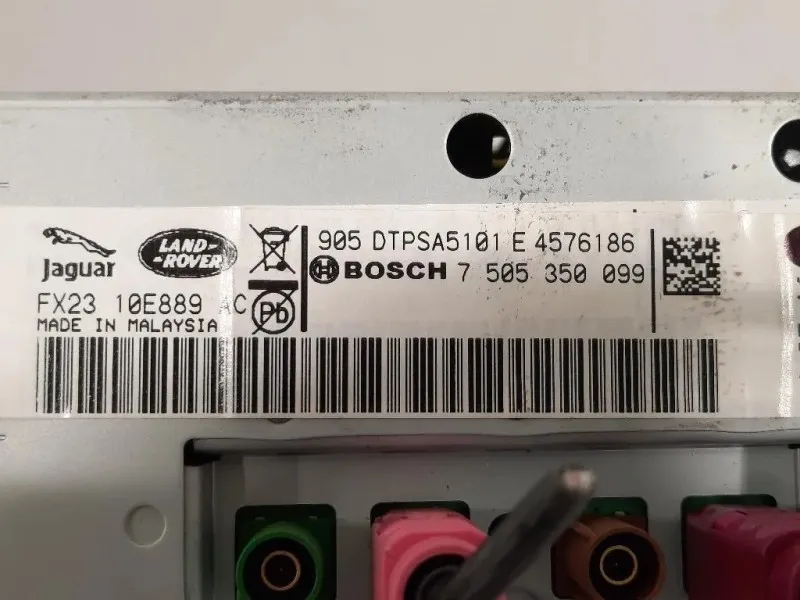 Jaguar
LAND-
-ROVER
FX23 10E889 AC
MADE IN MALAYSIA
Pb
905 DTPSA5101 E 4576186
BOSCH 7 505 350 099